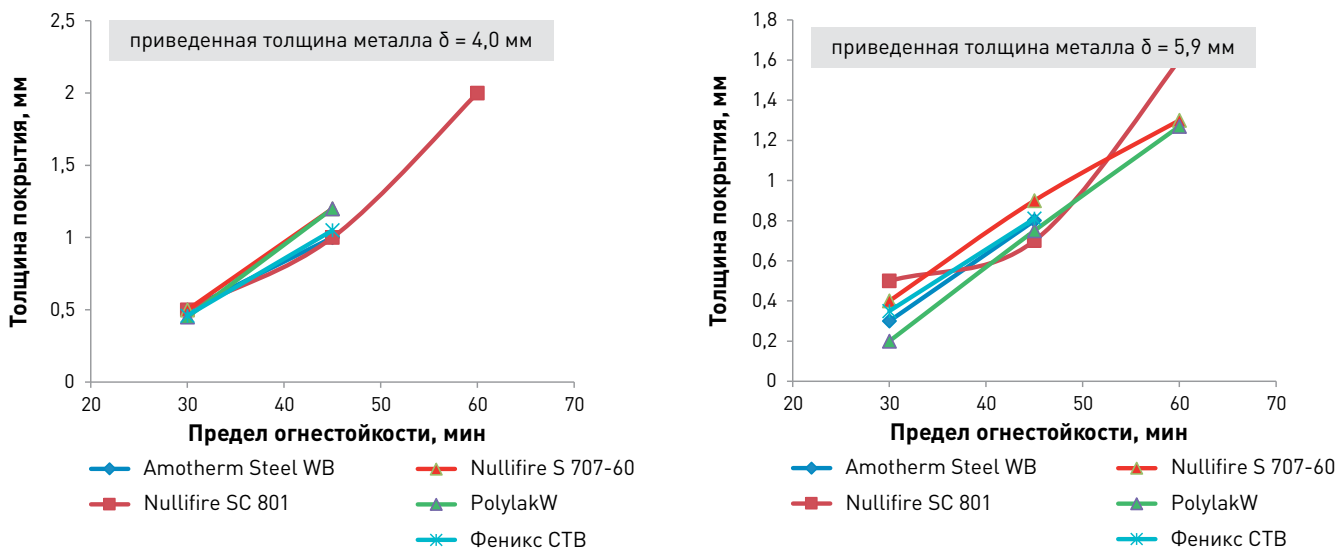 приведенная толщина металла δ = 4,0 мм
Толщина покрытия, мм
2,5
2
1,5
1
0,5
0
20
30
40
50
60
70
Предел огнестойкости, мин
Amotherm Steel WB
Nullifire S 707-60
Nullifire SC 801
PolylakW
Феникс СТВ
приведенная толщина металла δ = 5,9 мм
Толщина покрытия, мм
1,8
1,6
1,4
1,2
1
0,8
0,6
0,4
0,2
0
20
30
40
50
60
70
Предел огнестойкости, мин
Amotherm Steel WB
Nullifire S 707-60
Nullifire SC 801
PolylakW
Феникс СТВ